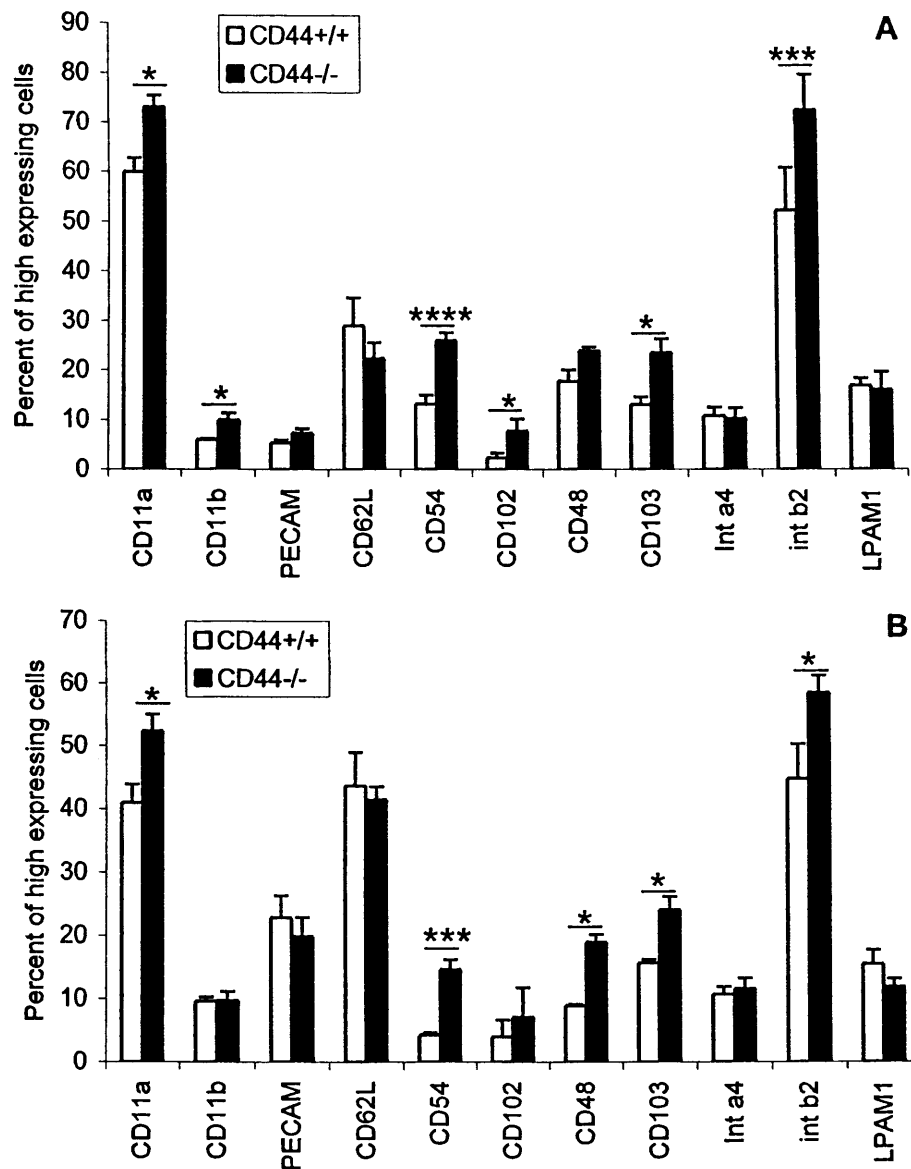 A
CD44+/+
CD44-/-
Percent of high expressing cells
90
80
70
60
50
40
30
20
10
0
*
*
****
*
*
***
CD11a
CD11b
PECAM
CD62L
CD54
CD102
CD48
CD103
Int a4
int b2
LPAM1
B
CD44+/+
CD44-/-
Percent of high expressing cells
70
60
50
40
30
20
10
0
*
***
*
*
*
CD11a
CD11b
PECAM
CD62L
CD54
CD102
CD48
CD103
Int a4
int b2
LPAM1